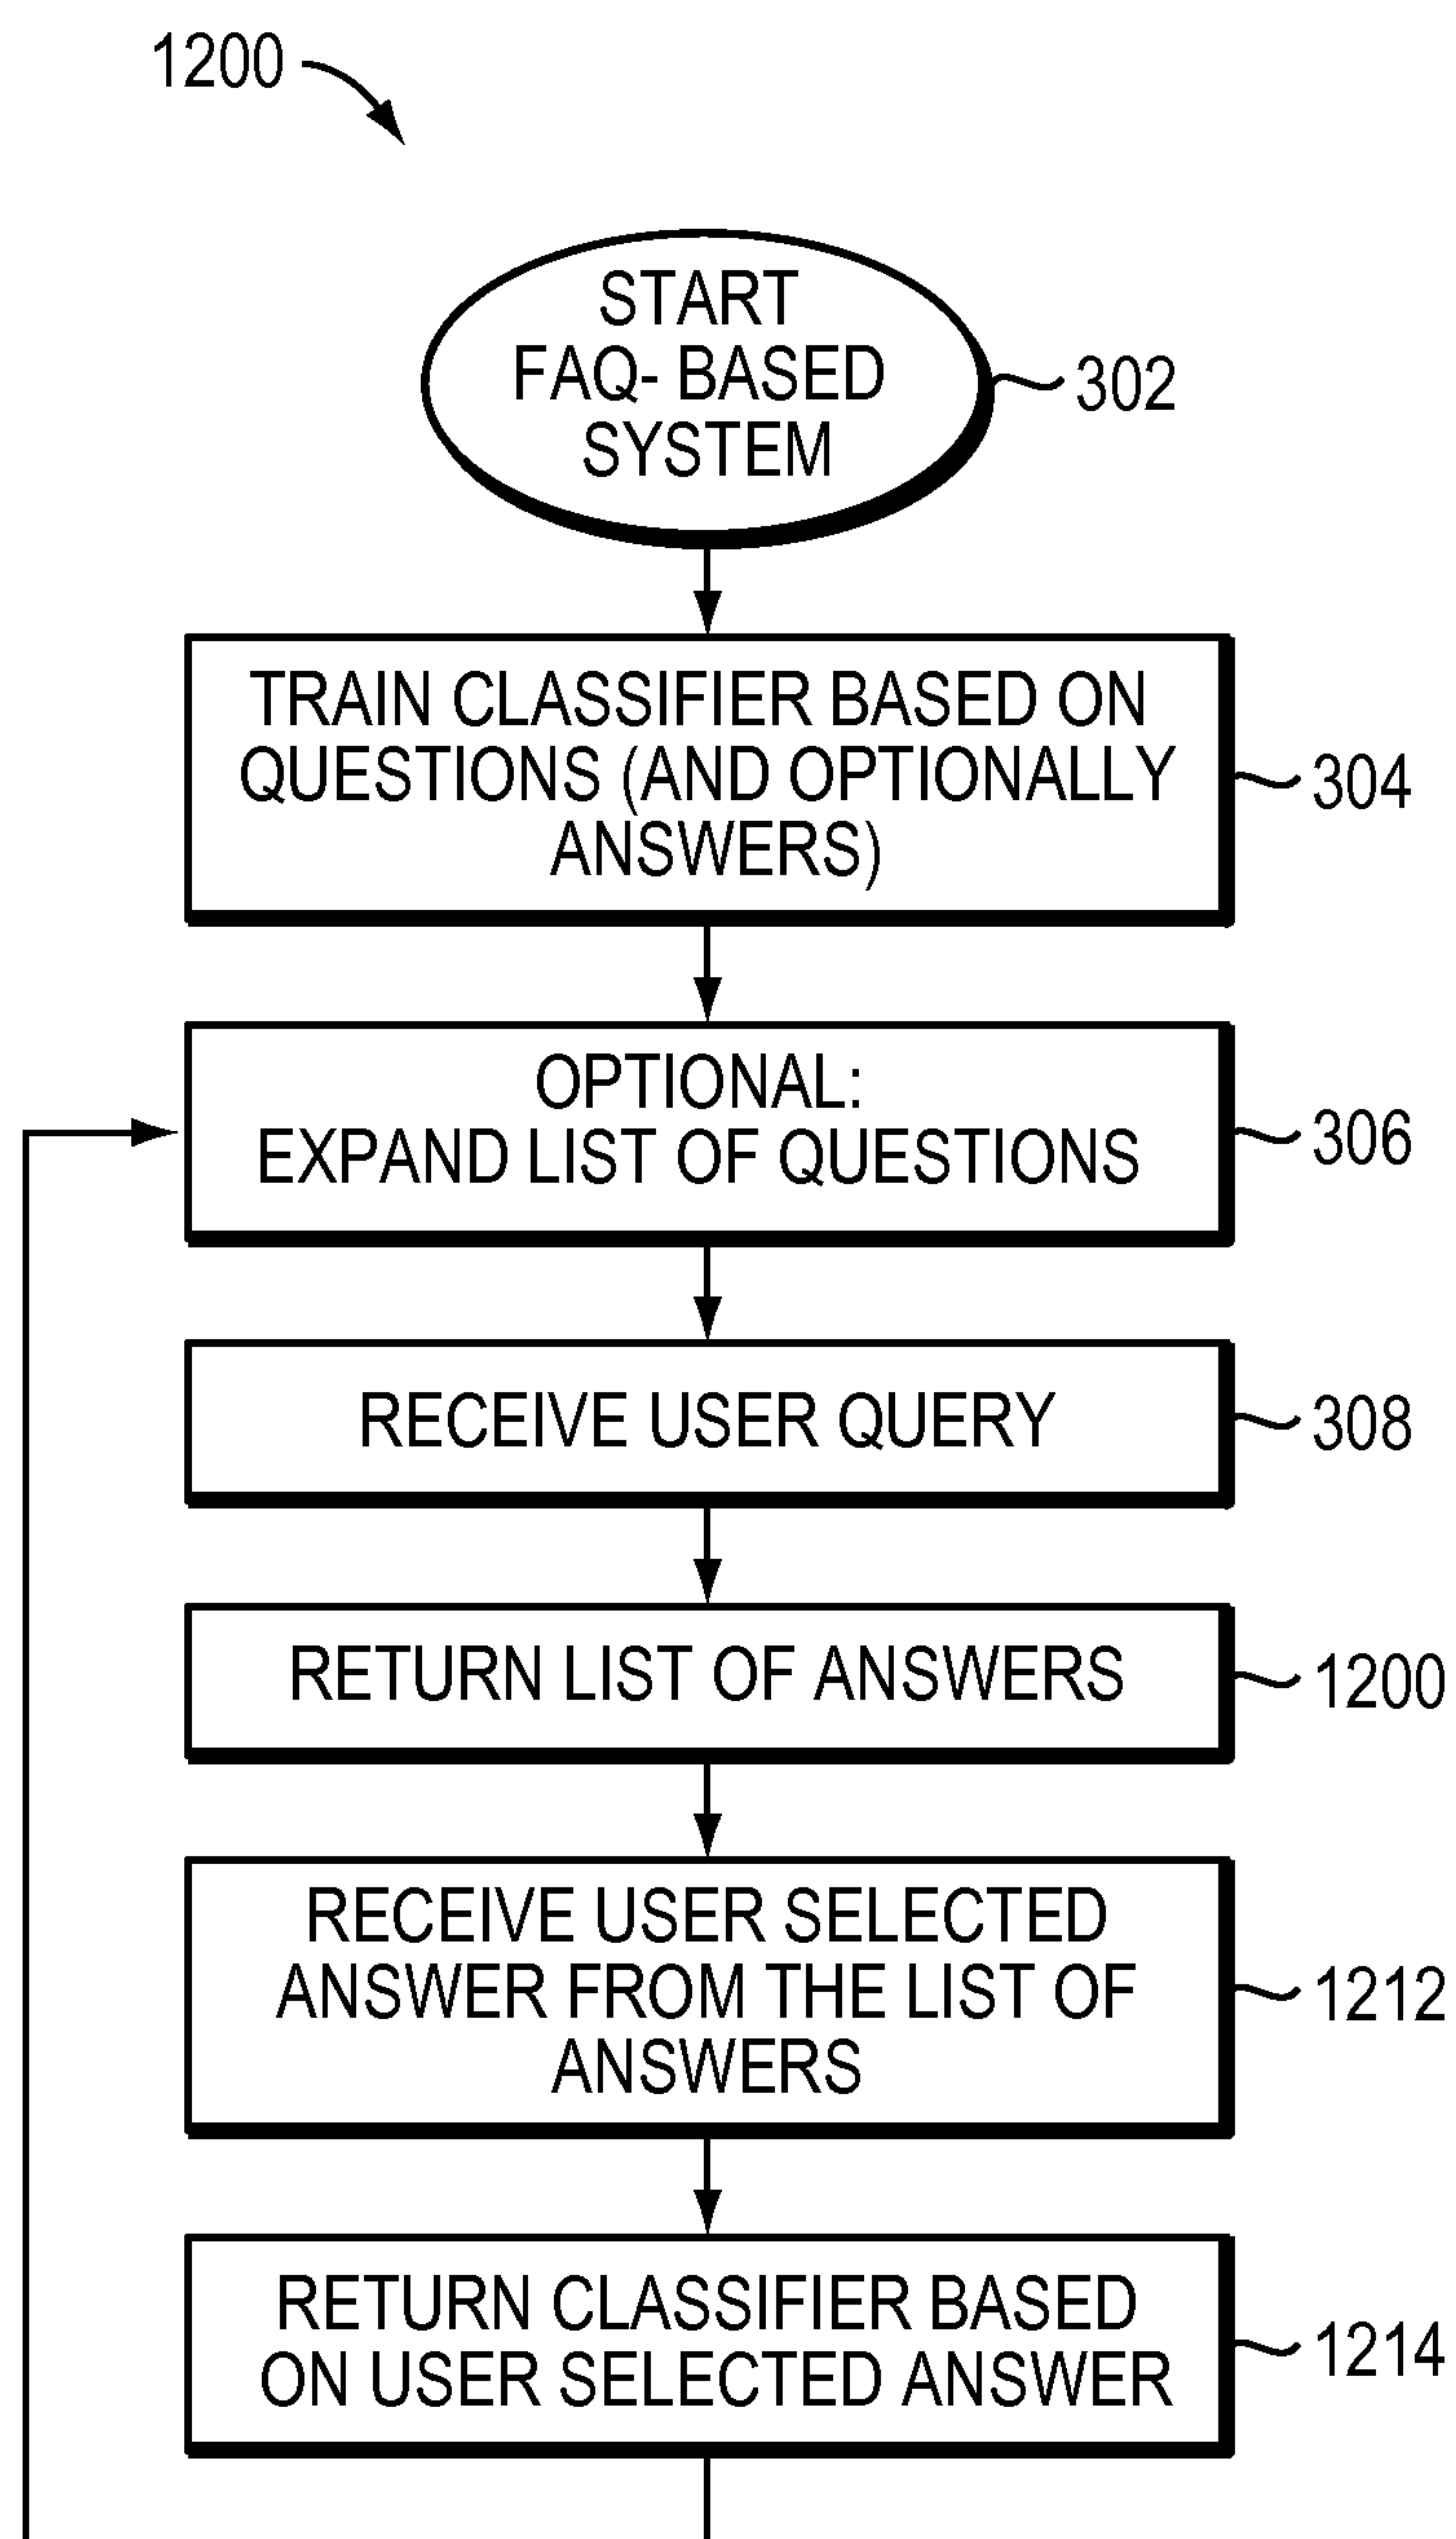 1200
START
FAQ- BASED
SYSTEM
302
TRAIN CLASSIFIER BASED ON
QUESTIONS (AND OPTIONALLY
ANSWERS)
304
OPTIONAL:
EXPAND LIST OF QUESTIONS
306
RECEIVE USER QUERY
308
RETURN LIST OF ANSWERS
1200
RECEIVE USER SELECTED
ANSWER FROM THE LIST OF
ANSWERS
1212
RETURN CLASSIFIER BASED
ON USER SELECTED ANSWER
1214